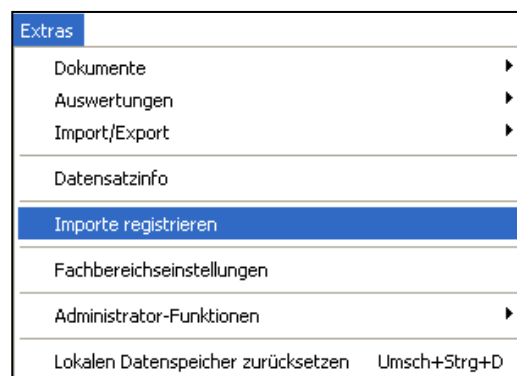 Extras
Dokumente
Auswertungen
Import/Export
Datensatzinfo
Importe registrieren
Fachbereichseinstellungen
Administrator-Funktionen
Lokalen Datenspeicher zurücksetzen Umsch+Strg+D